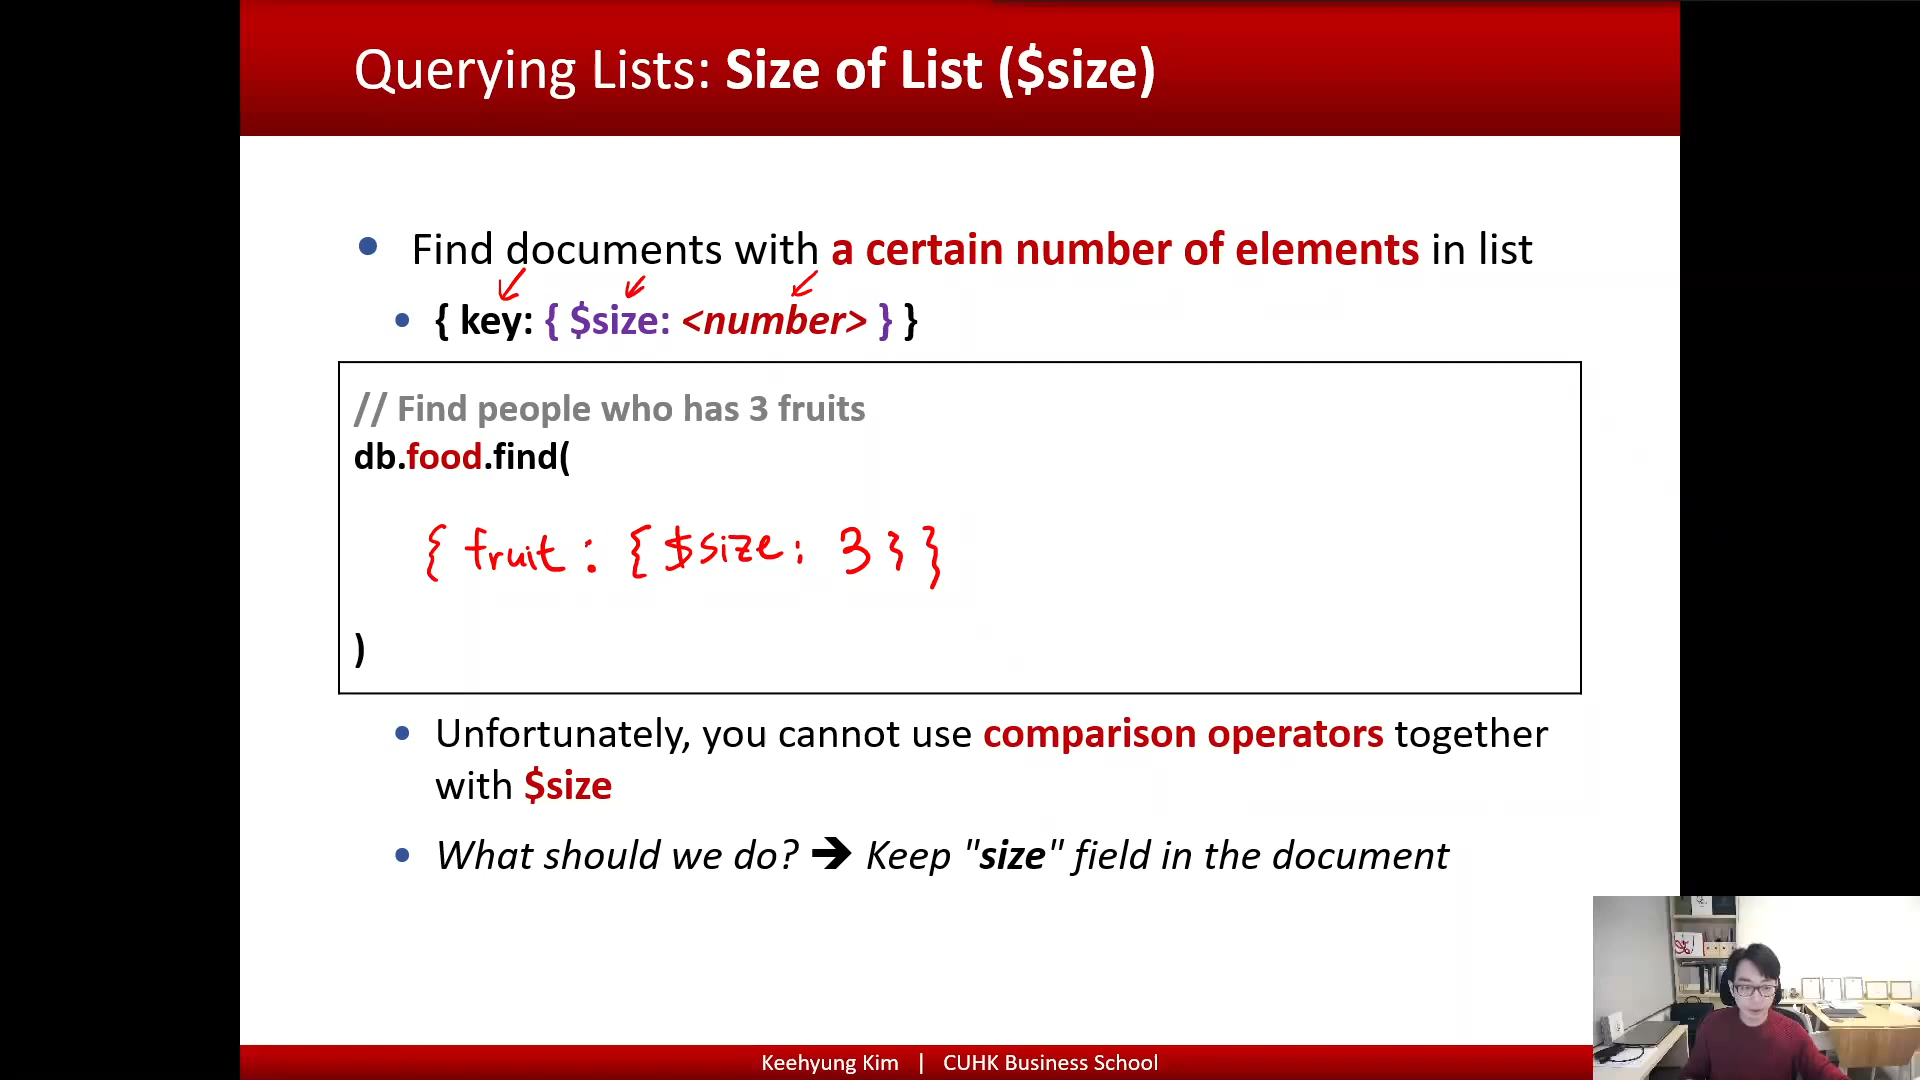 Querying Lists: Size of List ($size)
• Find documents with a certain number of elements in list
• { key: { $size: <number> } }
// Find people who has 3 fruits
db.food.find(
{ fruit : { $size : 3 } }
)
• Unfortunately, you cannot use comparison operators together
with $size
• What should we do? ➔ Keep "size" field in the document
Keehyung Kim | CUHK Business School